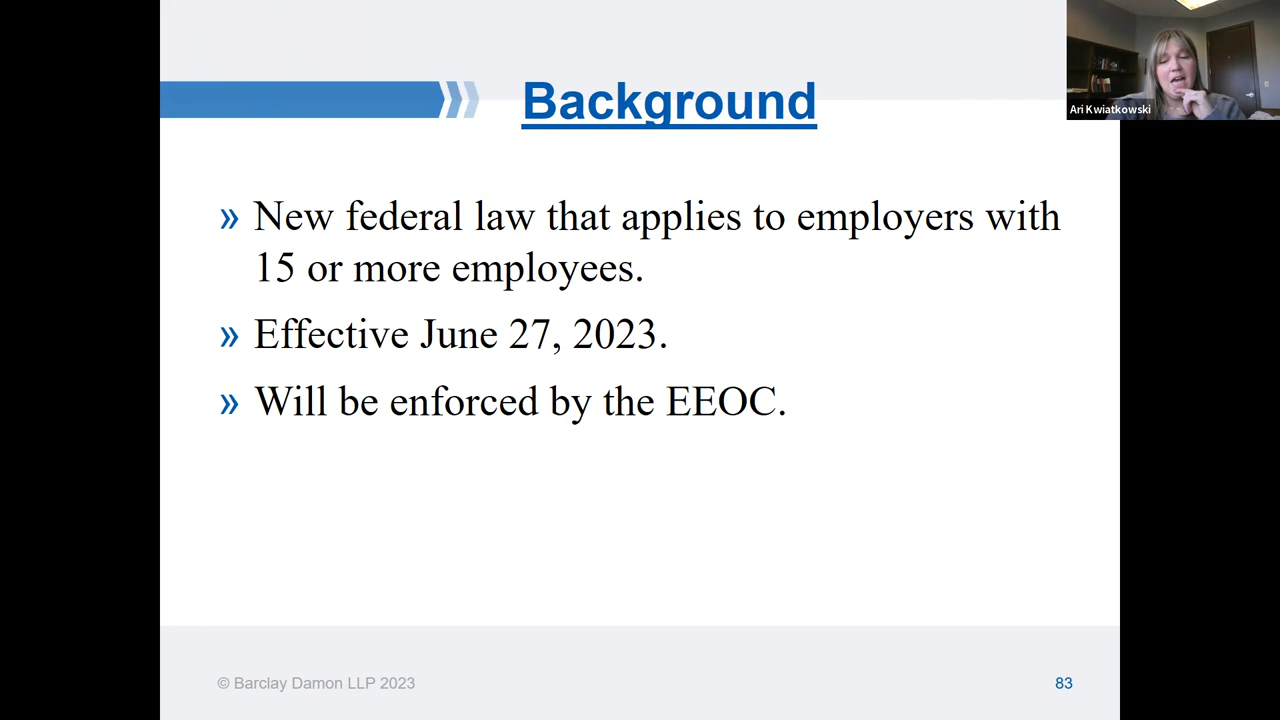 Background
Ari Kwiatkowski
» New federal law that applies to employers with
15 or more employees.
» Effective June 27, 2023.
» Will be enforced by the EEOC.
© Barclay Damon LLP 2023
83